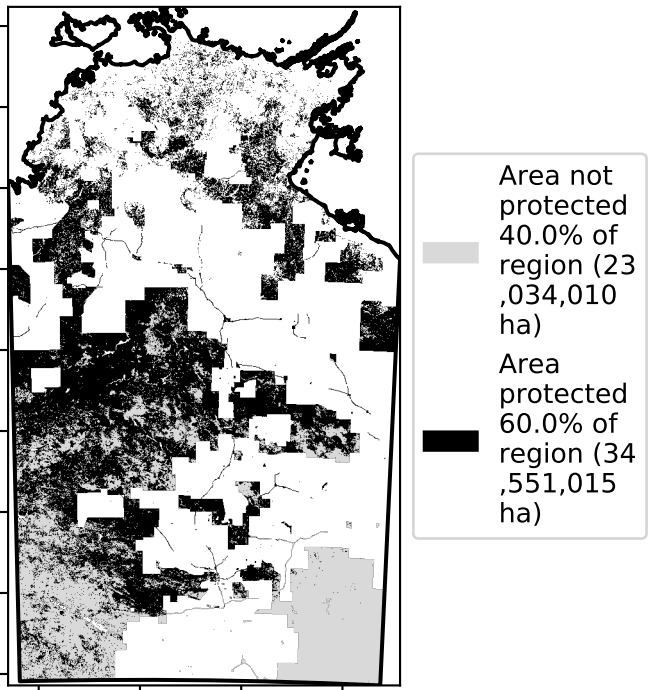 Area not
protected
40.0% of
region (23
,034,010
ha)
Area
protected
60.0% of
region (34
,551,015
ha)